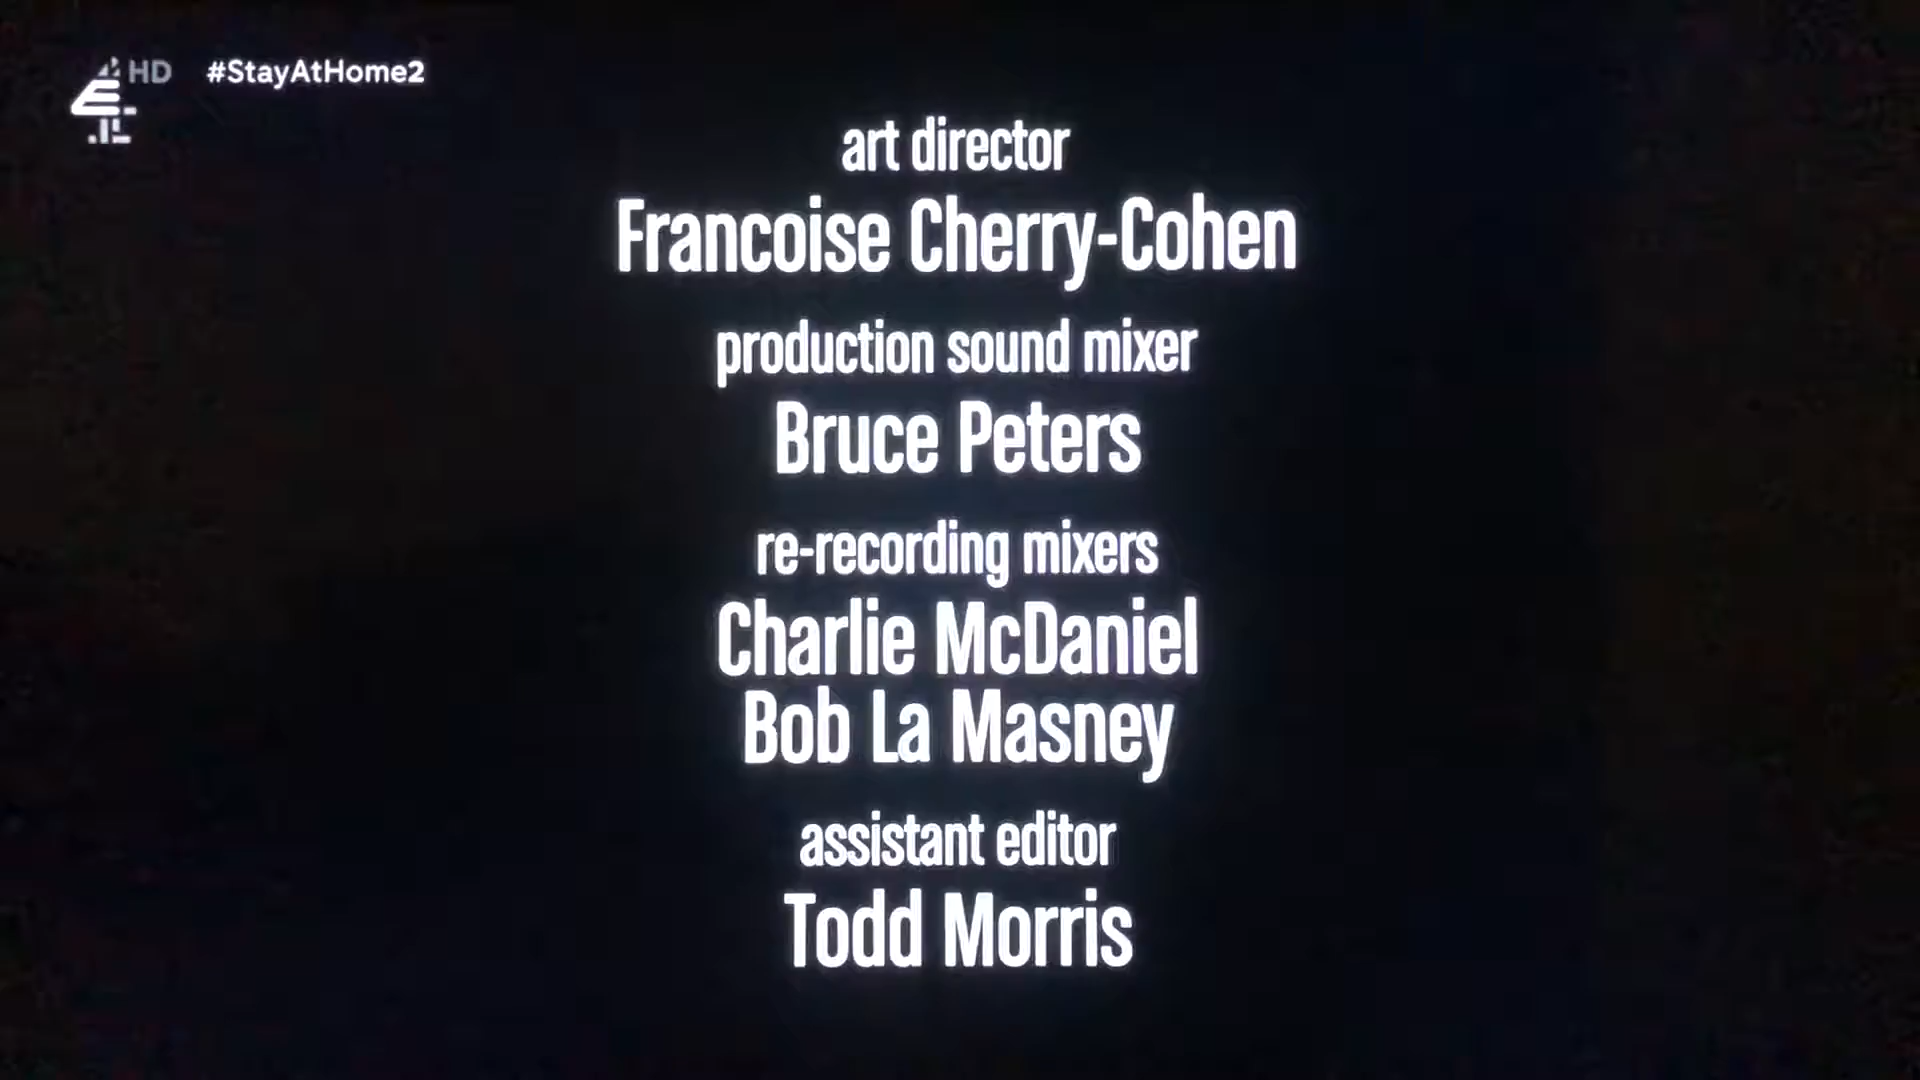 HD #StayAtHome2
art director
Francoise Cherry-Cohen
production sound mixer
Bruce Peters
re-recording mixers
Charlie McDaniel
Bob La Masney
assistant editor
Todd Morris